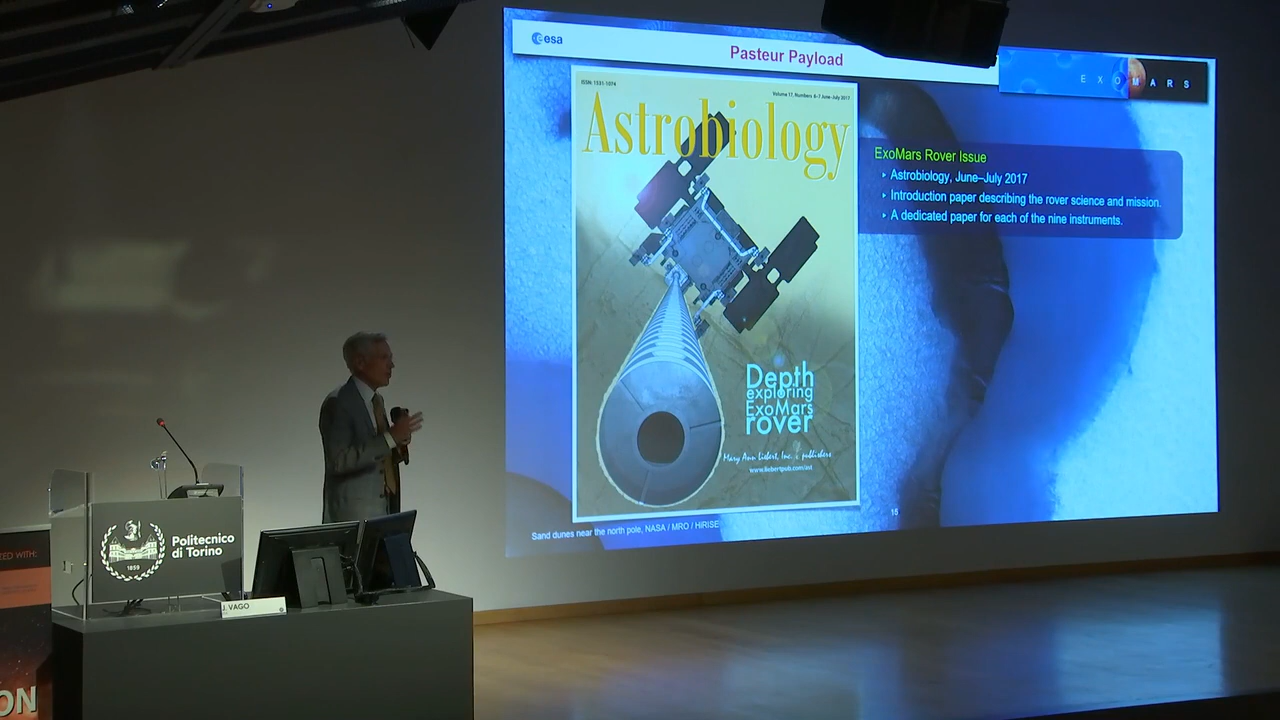 esa
Pasteur Payload
EXOMARS
ISSN: 1531-1074
Volume 17, Numbers 6–7 June–July 2017
Astrobiology
ExoMars Rover Issue
Astrobiology, June–July 2017
Introduction paper describing the rover science and mission.
A dedicated paper for each of the nine instruments.
Depth
exploring
ExoMars
rover
Mary Ann Liebert, Inc. publishers
www.liebertpub.com/ast
15
Sand dunes near the north pole, NASA / MRO / HiRISE
Politecnico
di Torino
1859
J. VAGO
ZED WITH:
ON